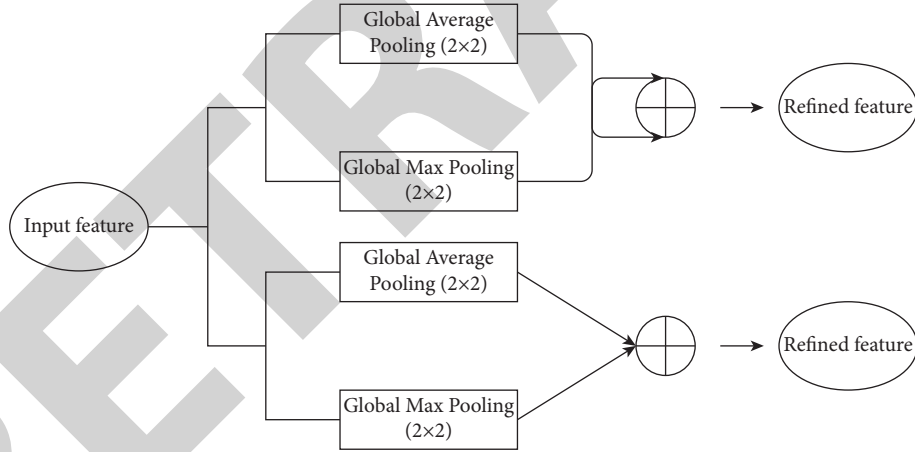 Global Average
Pooling (2×2)
Refined feature
Global Max Pooling
(2×2)
Input feature
Global Average
Pooling (2×2)
Refined feature
Global Max Pooling
(2×2)